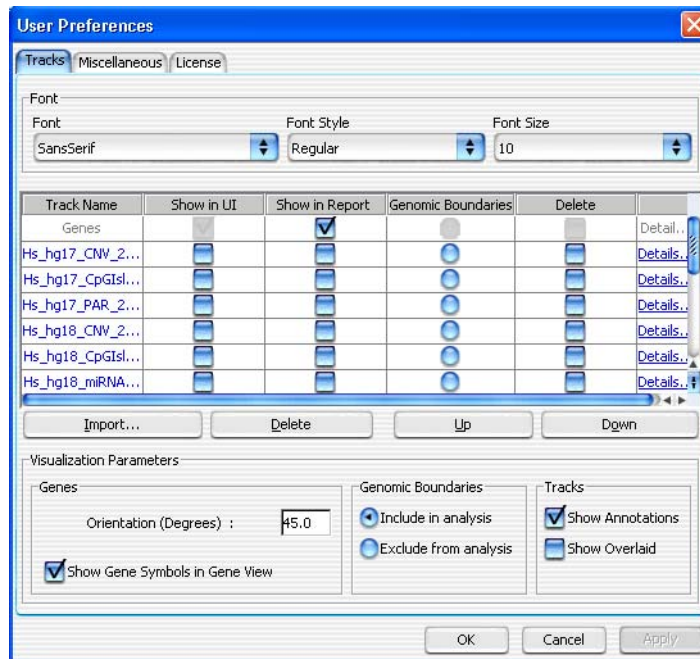 User Preferences
Tracks Miscellaneous License
Font
Font Font Style Font Size
SansSerif Regular 10
Track Name Show in UI Show in Report Genomic Boundaries Delete
Genes Detail..
Hs_hg17_CNV_2... Details..
Hs_hg17_CpGIsl... Details..
Hs_hg17_PAR_2... Details..
Hs_hg18_CNV_2... Details..
Hs_hg18_CpGIsl... Details..
Hs_hg18_miRNA... Details..
Import... Delete Up Down
Visualization Parameters
Genes Genomic Boundaries Tracks
Orientation (Degrees) : 45.0 Include in analysis Show Annotations
Exclude from analysis Show Overlaid
Show Gene Symbols in Gene View
OK Cancel Apply